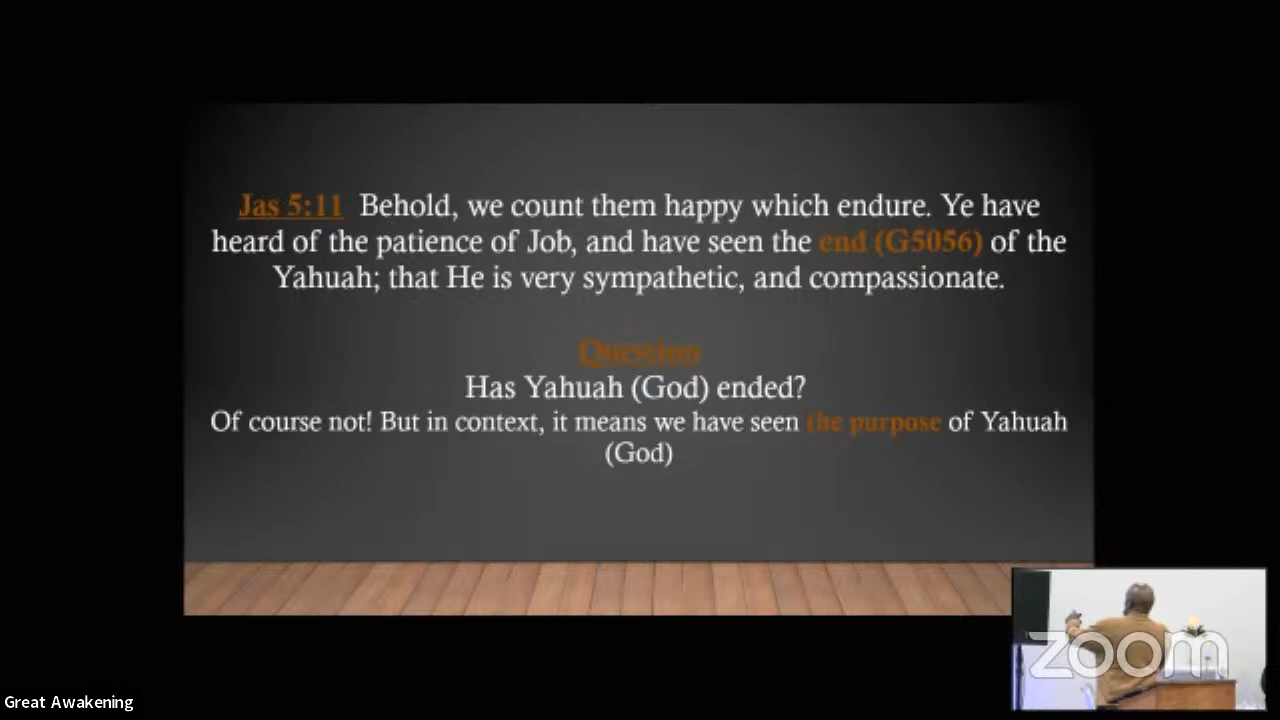 Jas 5:11 Behold, we count them happy which endure. Ye have
heard of the patience of Job, and have seen the end (G5056) of the
Yahuah; that He is very sympathetic, and compassionate.
Question
Has Yahuah (God) ended?
Of course not! But in context, it means we have seen the purpose of Yahuah
(God)
zoom
Great Awakening